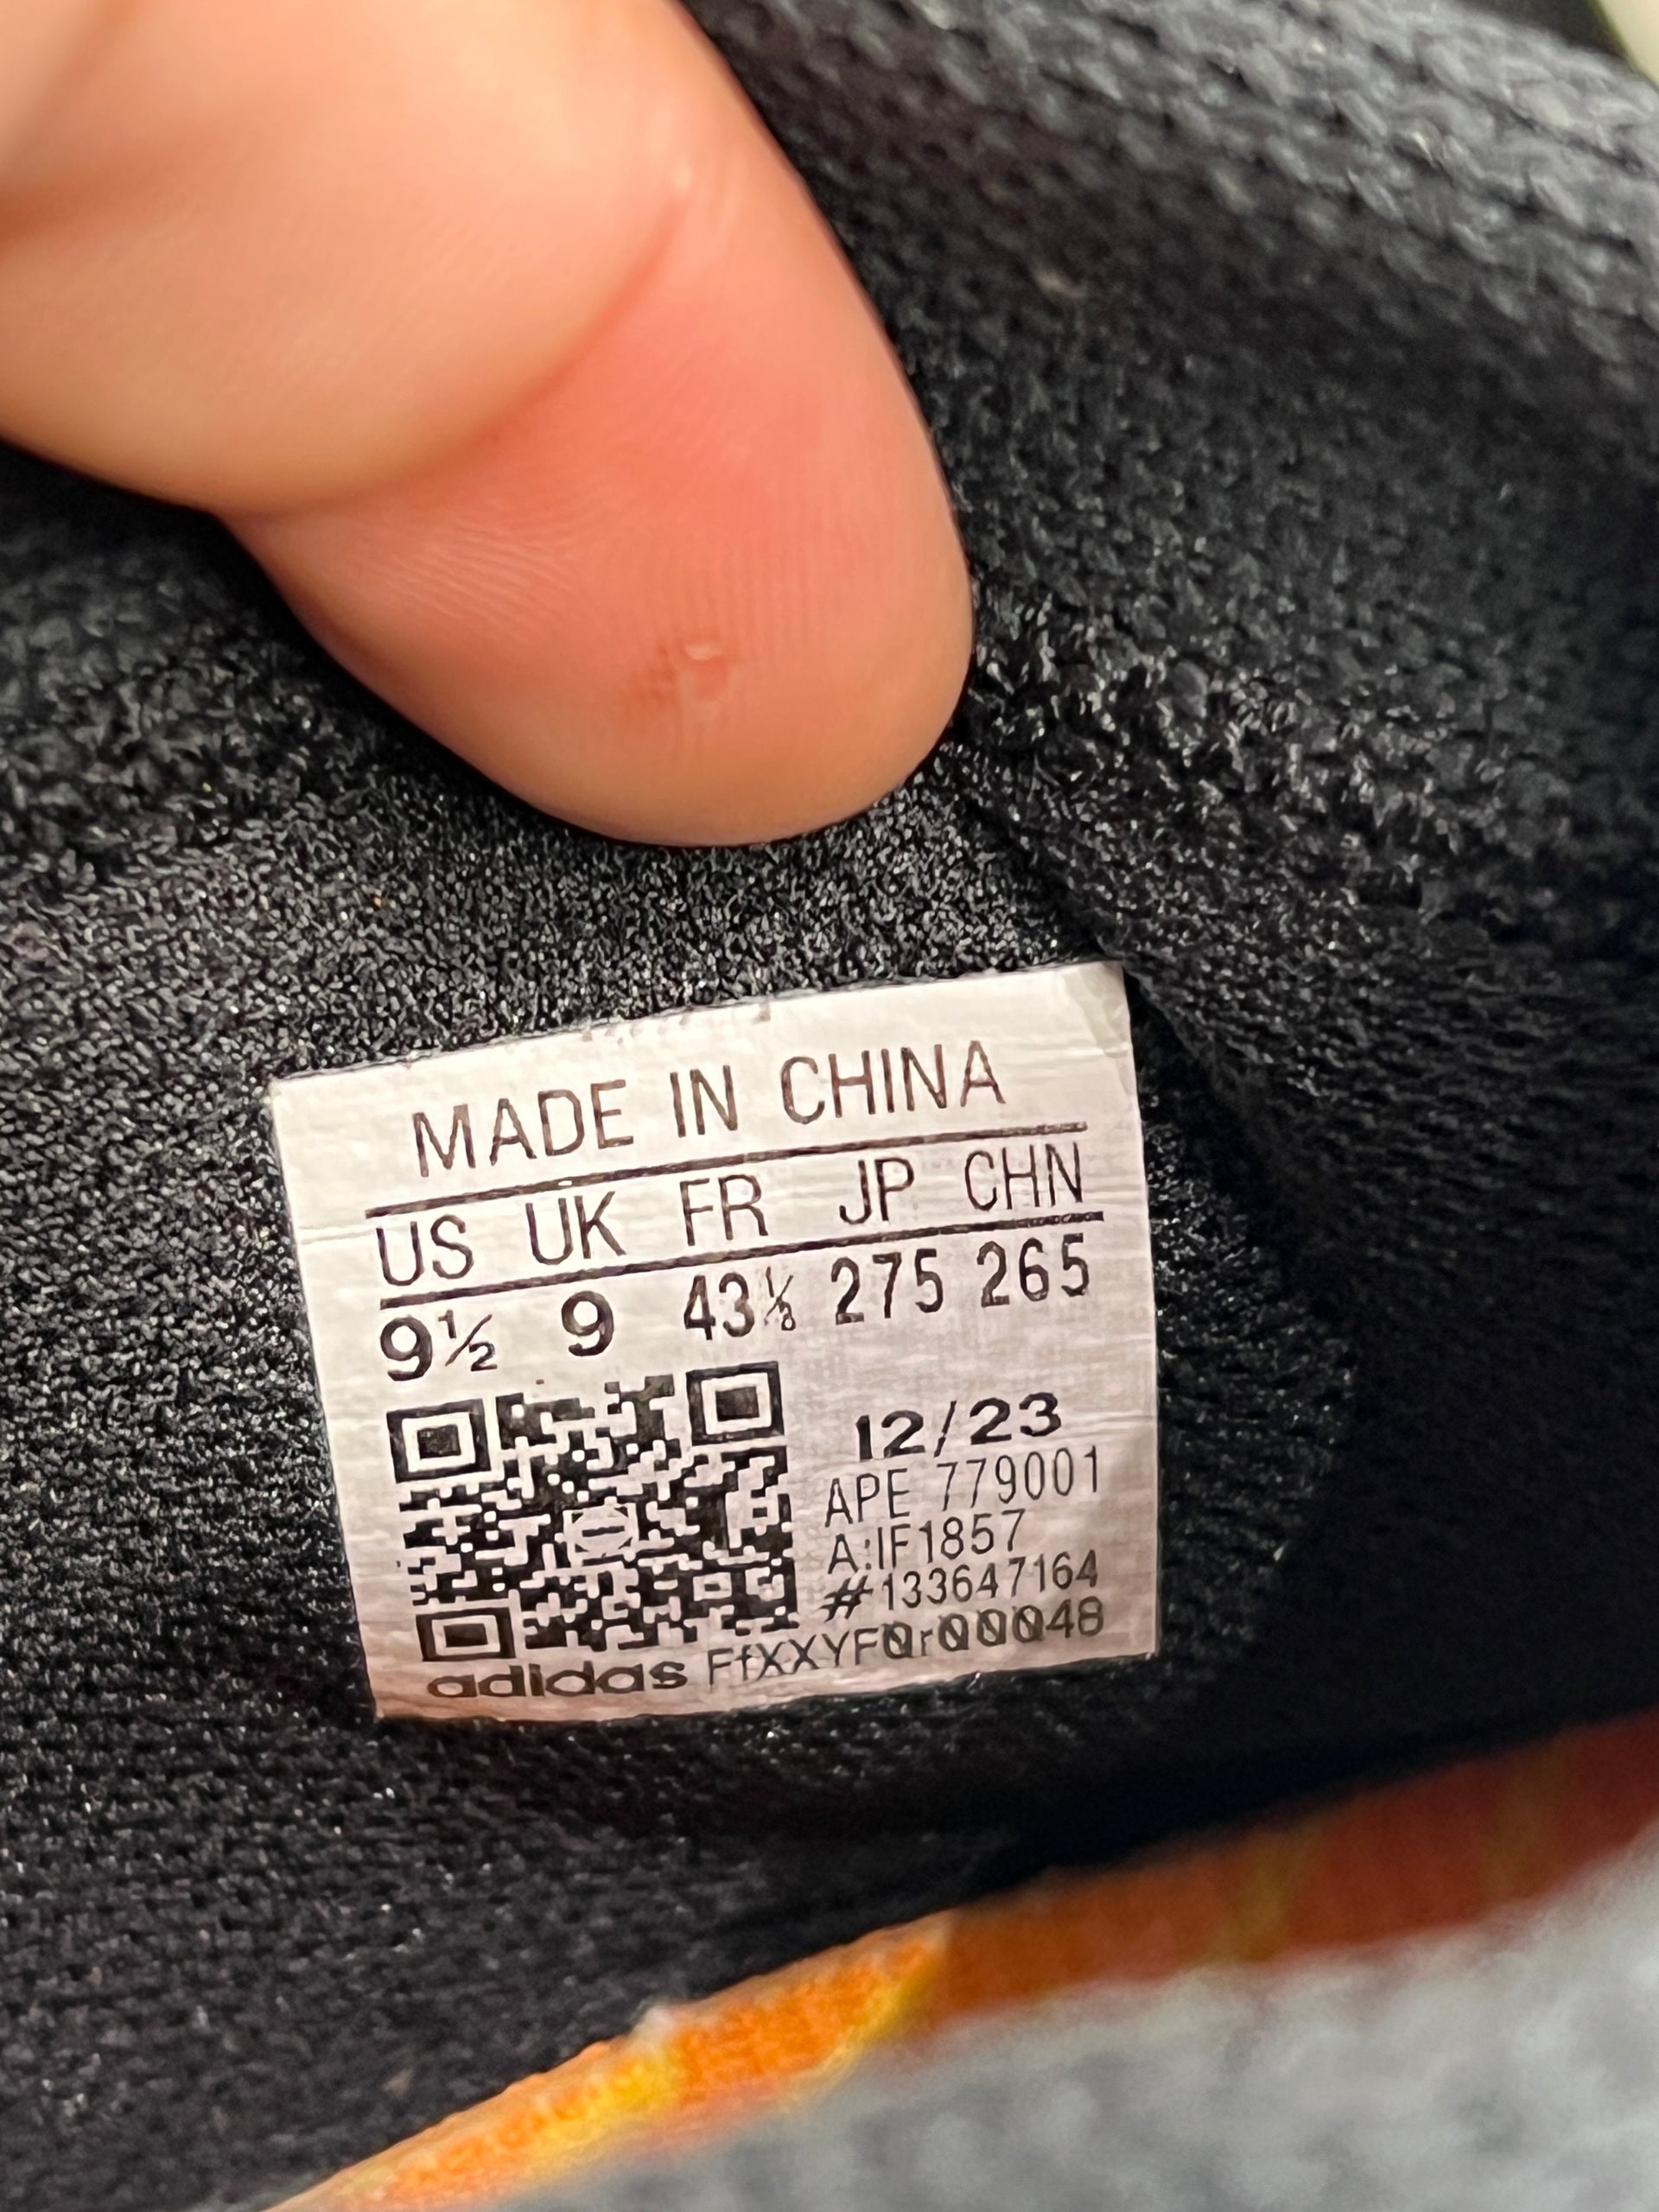 MADE IN CHINA
US UK FR JP CHN
9½ 9 43⅓ 275 265
12/23
APE 779001
A:IF1857
#133647164
adidas FfXXYF0r00048